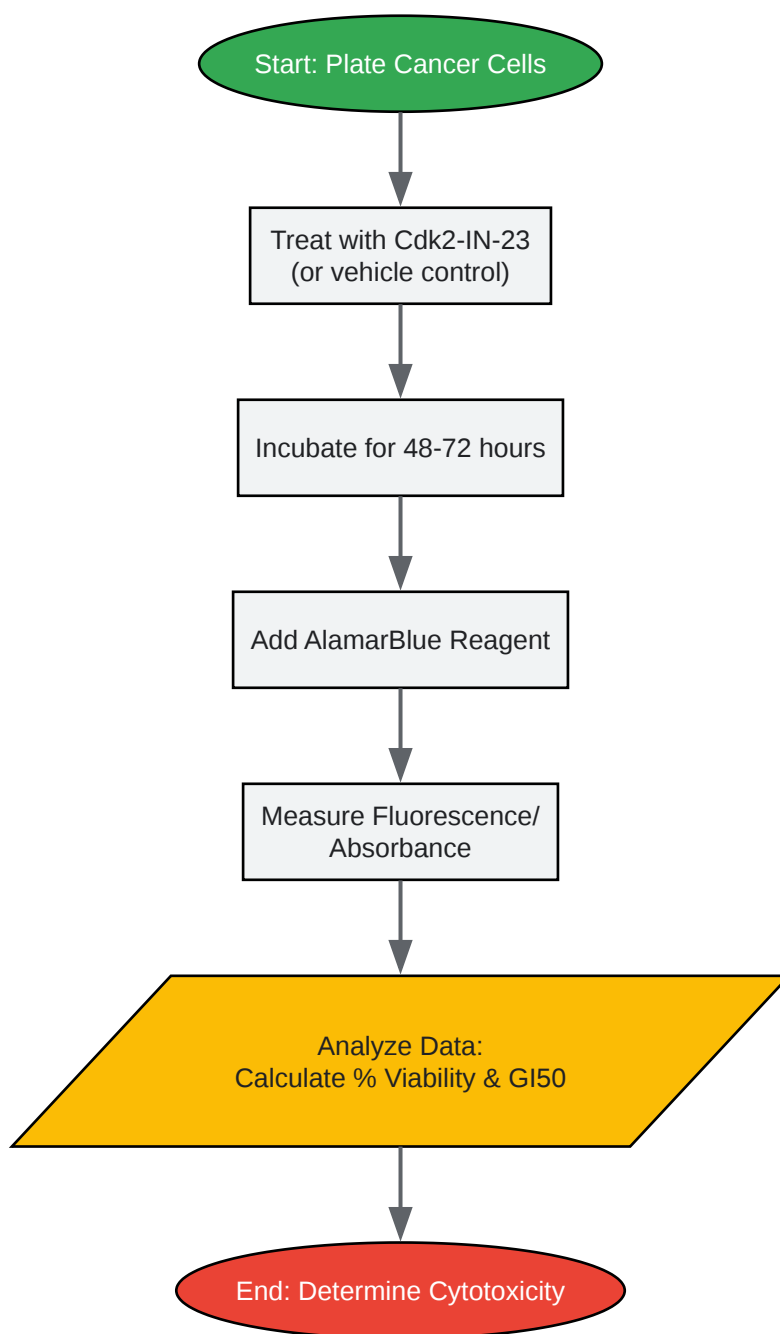 Start: Plate Cancer Cells
Treat with Cdk2-IN-23
(or vehicle control)
Incubate for 48-72 hours
Add AlamarBlue Reagent
Measure Fluorescence/
Absorbance
Analyze Data:
Calculate % Viability & GI50
End: Determine Cytotoxicity